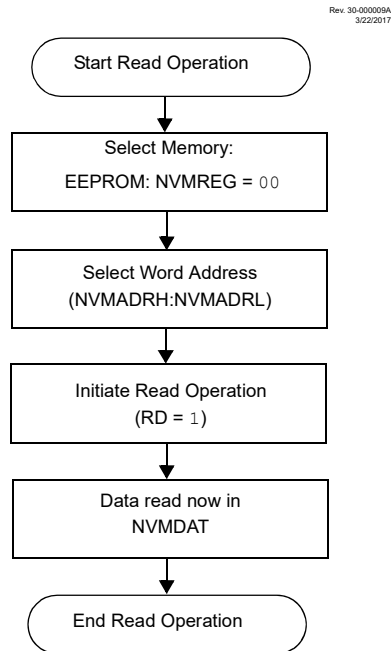 Rev. 30-000009A
3/22/2017
Start Read Operation
Select Memory:
EEPROM: NVMREG = 00
Select Word Address
(NVMADRH:NVMADRL)
Initiate Read Operation
(RD = 1)
Data read now in
NVMDAT
End Read Operation